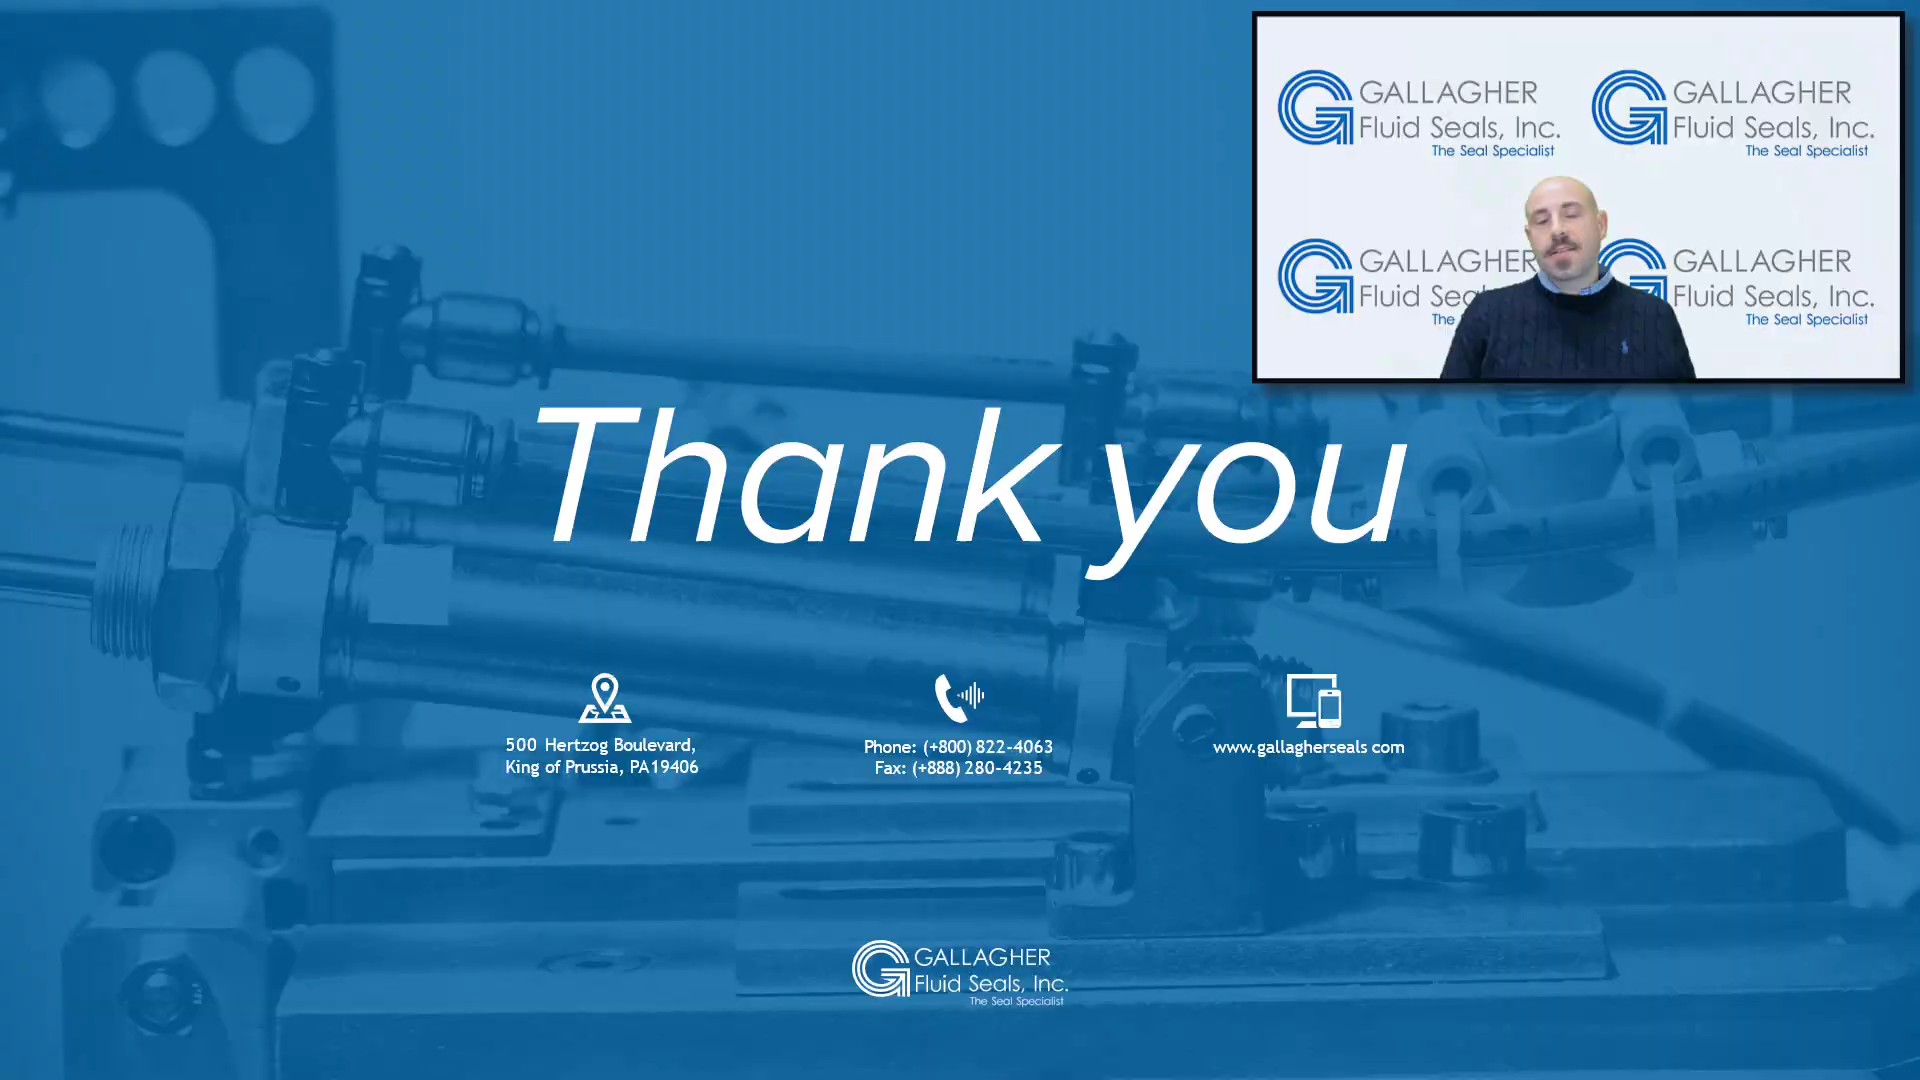 GALLAGHER
Fluid Seals, Inc.
The Seal Specialist
GALLAGHER
Fluid Seals, Inc.
The Seal Specialist
GALLAGHER
Fluid Sea
The
GALLAGHER
Fluid Seals, Inc.
The Seal Specialist
Thank you
500 Hertzog Boulevard,
King of Prussia, PA19406
Phone: (+800) 822-4063
Fax: (+888) 280-4235
www.gallagherseals com
GALLAGHER
Fluid Seals, Inc.
The Seal Specialist